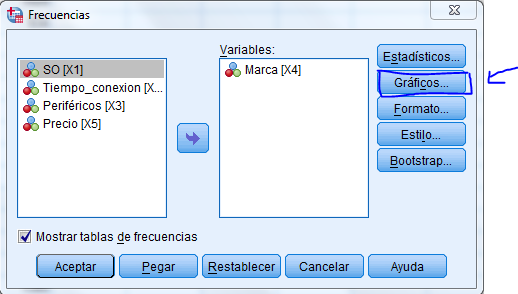 Frecuencias
Variables:
SO [X1]
Tiempo_conexion [X...
Periféricos [X3]
Precio [X5]
Marca [X4]
Estadísticos...
Gráficos...
Formato...
Estilo...
Bootstrap...
Mostrar tablas de frecuencias
Aceptar
Pegar
Restablecer
Cancelar
Ayuda